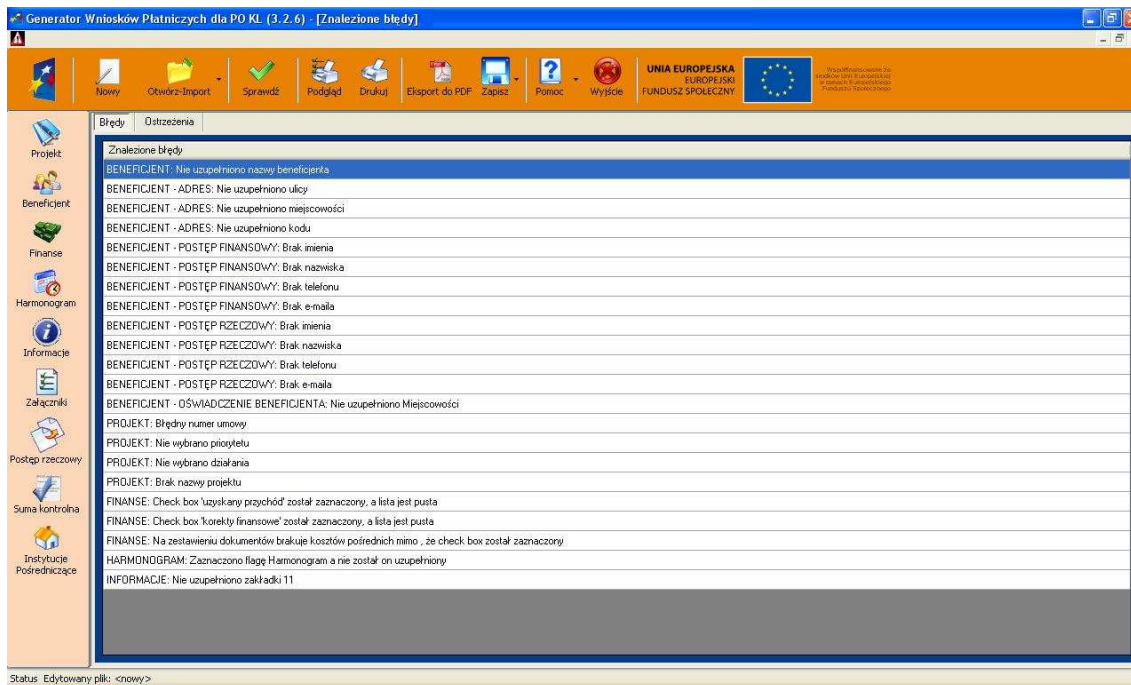 Generator Wniosków Płatniczych dla PO KL (3.2.6) - [Znalezione błędy]
Nowy
Otwórz-Import
Sprawdź
Podgląd
Drukuj
Eksport do PDF
Zapisz
Pomoc
Wyjście
UNIA EUROPEJSKA
EUROPEJSKI
FUNDUSZ SPOŁECZNY
Współfinansowane ze
środków Unii Europejskiej
w ramach Europejskiego
Funduszu Społecznego
Projekt
Beneficjent
Finanse
Harmonogram
Informacje
Załączniki
Postęp rzeczowy
Suma kontrolna
Instytucje
Pośredniczące
Błędy
Ostrzeżenia
Znalezione błędy
BENEFICJENT: Nie uzupełniono nazwy beneficjenta
BENEFICJENT - ADRES: Nie uzupełniono ulicy
BENEFICJENT - ADRES: Nie uzupełniono miejscowości
BENEFICJENT - ADRES: Nie uzupełniono kodu
BENEFICJENT - POSTĘP FINANSOWY: Brak imienia
BENEFICJENT - POSTĘP FINANSOWY: Brak nazwiska
BENEFICJENT - POSTĘP FINANSOWY: Brak telefonu
BENEFICJENT - POSTĘP FINANSOWY: Brak e-maila
BENEFICJENT - POSTĘP RZECZOWY: Brak imienia
BENEFICJENT - POSTĘP RZECZOWY: Brak nazwiska
BENEFICJENT - POSTĘP RZECZOWY: Brak telefonu
BENEFICJENT - POSTĘP RZECZOWY: Brak e-maila
BENEFICJENT - OŚWIADCZENIE BENEFICJENTA: Nie uzupełniono Miejscowości
PROJEKT: Błędny numer umowy
PROJEKT: Nie wybrano priorytetu
PROJEKT: Nie wybrano działania
PROJEKT: Brak nazwy projektu
FINANSE: Check box 'uzyskany przychód' został zaznaczony, a lista jest pusta
FINANSE: Check box 'korekty finansowe' został zaznaczony, a lista jest pusta
FINANSE: Na zestawieniu dokumentów brakuje kosztów pośrednich mimo , że check box został zaznaczony
HARMONOGRAM: Zaznaczono flagę Harmonogram a nie został on uzupełniony
INFORMACJE: Nie uzupełniono zakładki 11
Status Edytowany plik: <nowy>